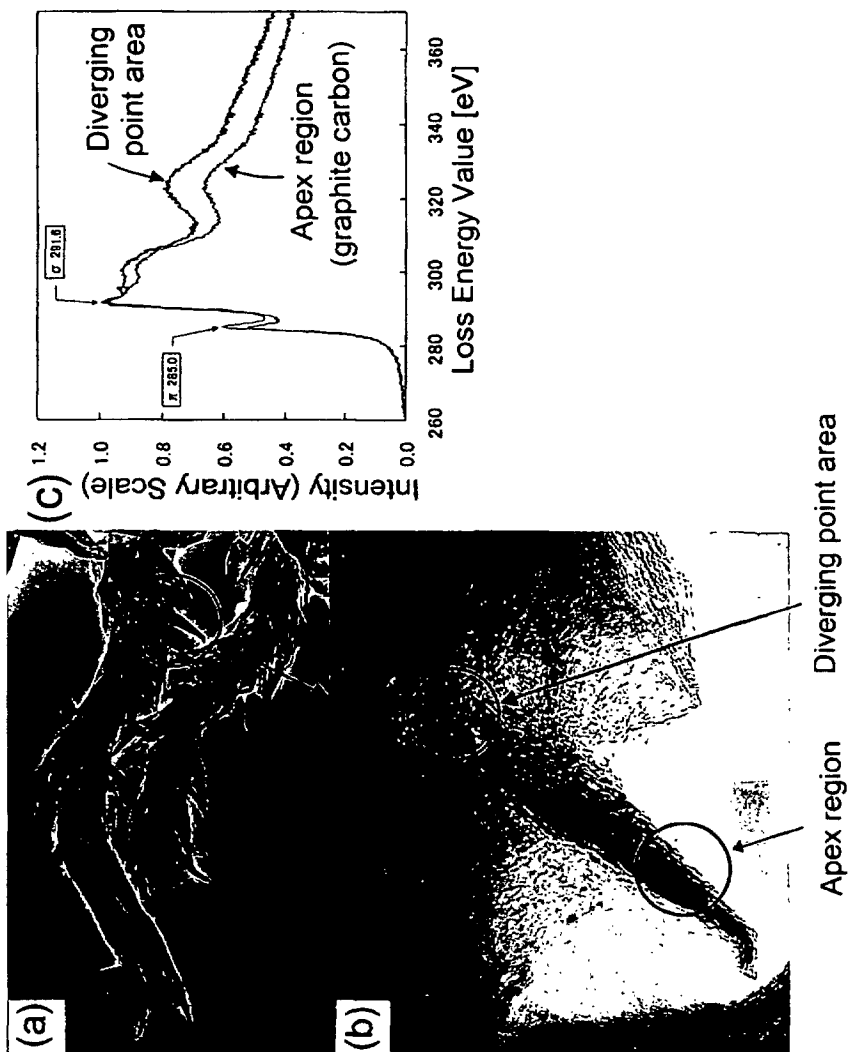 (a)
(b)
Apex region
Diverging point area
(c)
Intensity (Arbitrary Scale)
1.2
1.0
0.8
0.6
0.4
0.2
0.0
σ 291.6
π 285.0
Diverging
point area
Apex region
(graphite carbon)
260
280
300
320
340
360
Loss Energy Value [eV]